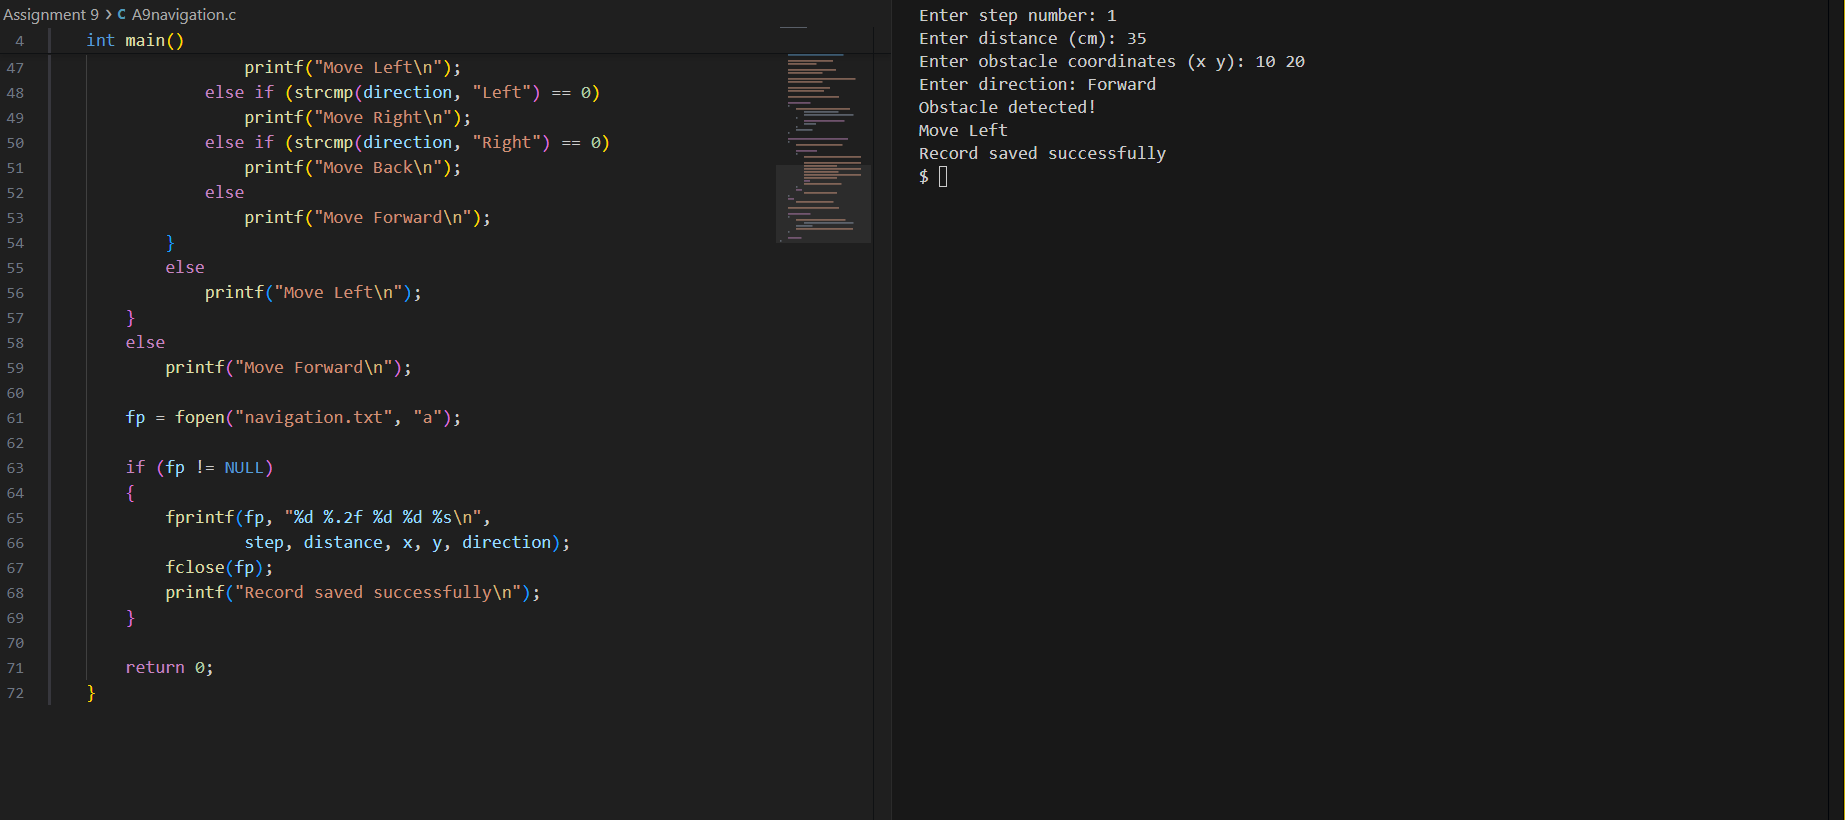 Assignment 9 > C A9navigation.c
4 int main()
47 printf("Move Left\n");
48 else if (strcmp(direction, "Left") == 0)
49 printf("Move Right\n");
50 else if (strcmp(direction, "Right") == 0)
51 printf("Move Back\n");
52 else
53 printf("Move Forward\n");
54 }
55 else
56 printf("Move Left\n");
57 }
58 else
59 printf("Move Forward\n");
60
61 fp = fopen("navigation.txt", "a");
62
63 if (fp != NULL)
64 {
65 fprintf(fp, "%d %.2f %d %d %s\n",
66 step, distance, x, y, direction);
67 fclose(fp);
68 printf("Record saved successfully\n");
69 }
70
71 return 0;
72 }
Enter step number: 1
Enter distance (cm): 35
Enter obstacle coordinates (x y): 10 20
Enter direction: Forward
Obstacle detected!
Move Left
Record saved successfully
$